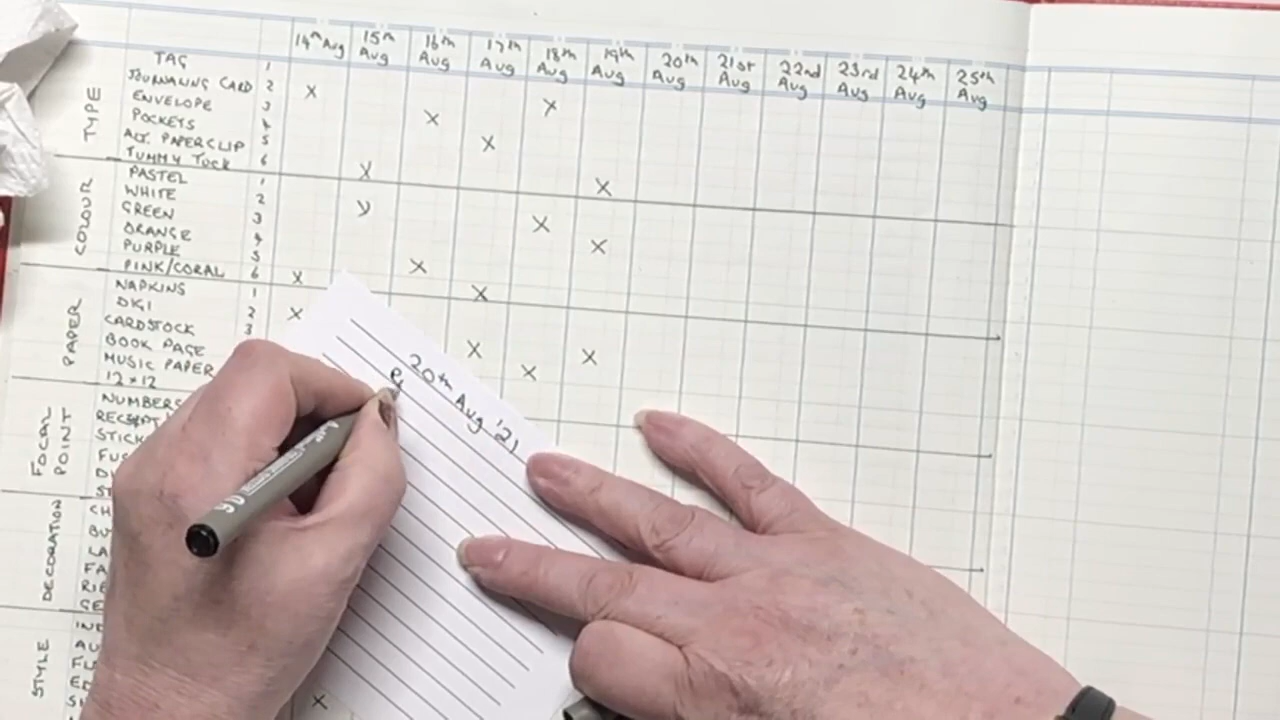 14th Aug 15th Aug 16th Aug 17th Aug 18th Aug 19th Aug 20th Aug 21st Aug 22nd Aug 23rd Aug 24th Aug 25th Aug
TYPE
TAG 1
JOURNALING CARD 2 X
ENVELOPE 3 X
POCKETS 4 X
ALT. PAPERCLIP 5 X
TUMMY TUCK 6 X
COLOUR
PASTEL 1 X
WHITE 2
GREEN 3 X
ORANGE 4 X
PURPLE 5 X
PINK/CORAL 6 X
PAPER
NAPKINS 1 X
DIGI 2 X
CARDSTOCK 3
BOOK PAGE X X
MUSIC PAPER X
12 x 12
FOCAL POINT
NUMBERS
DECORATION
STYLE
X
20th Aug '21